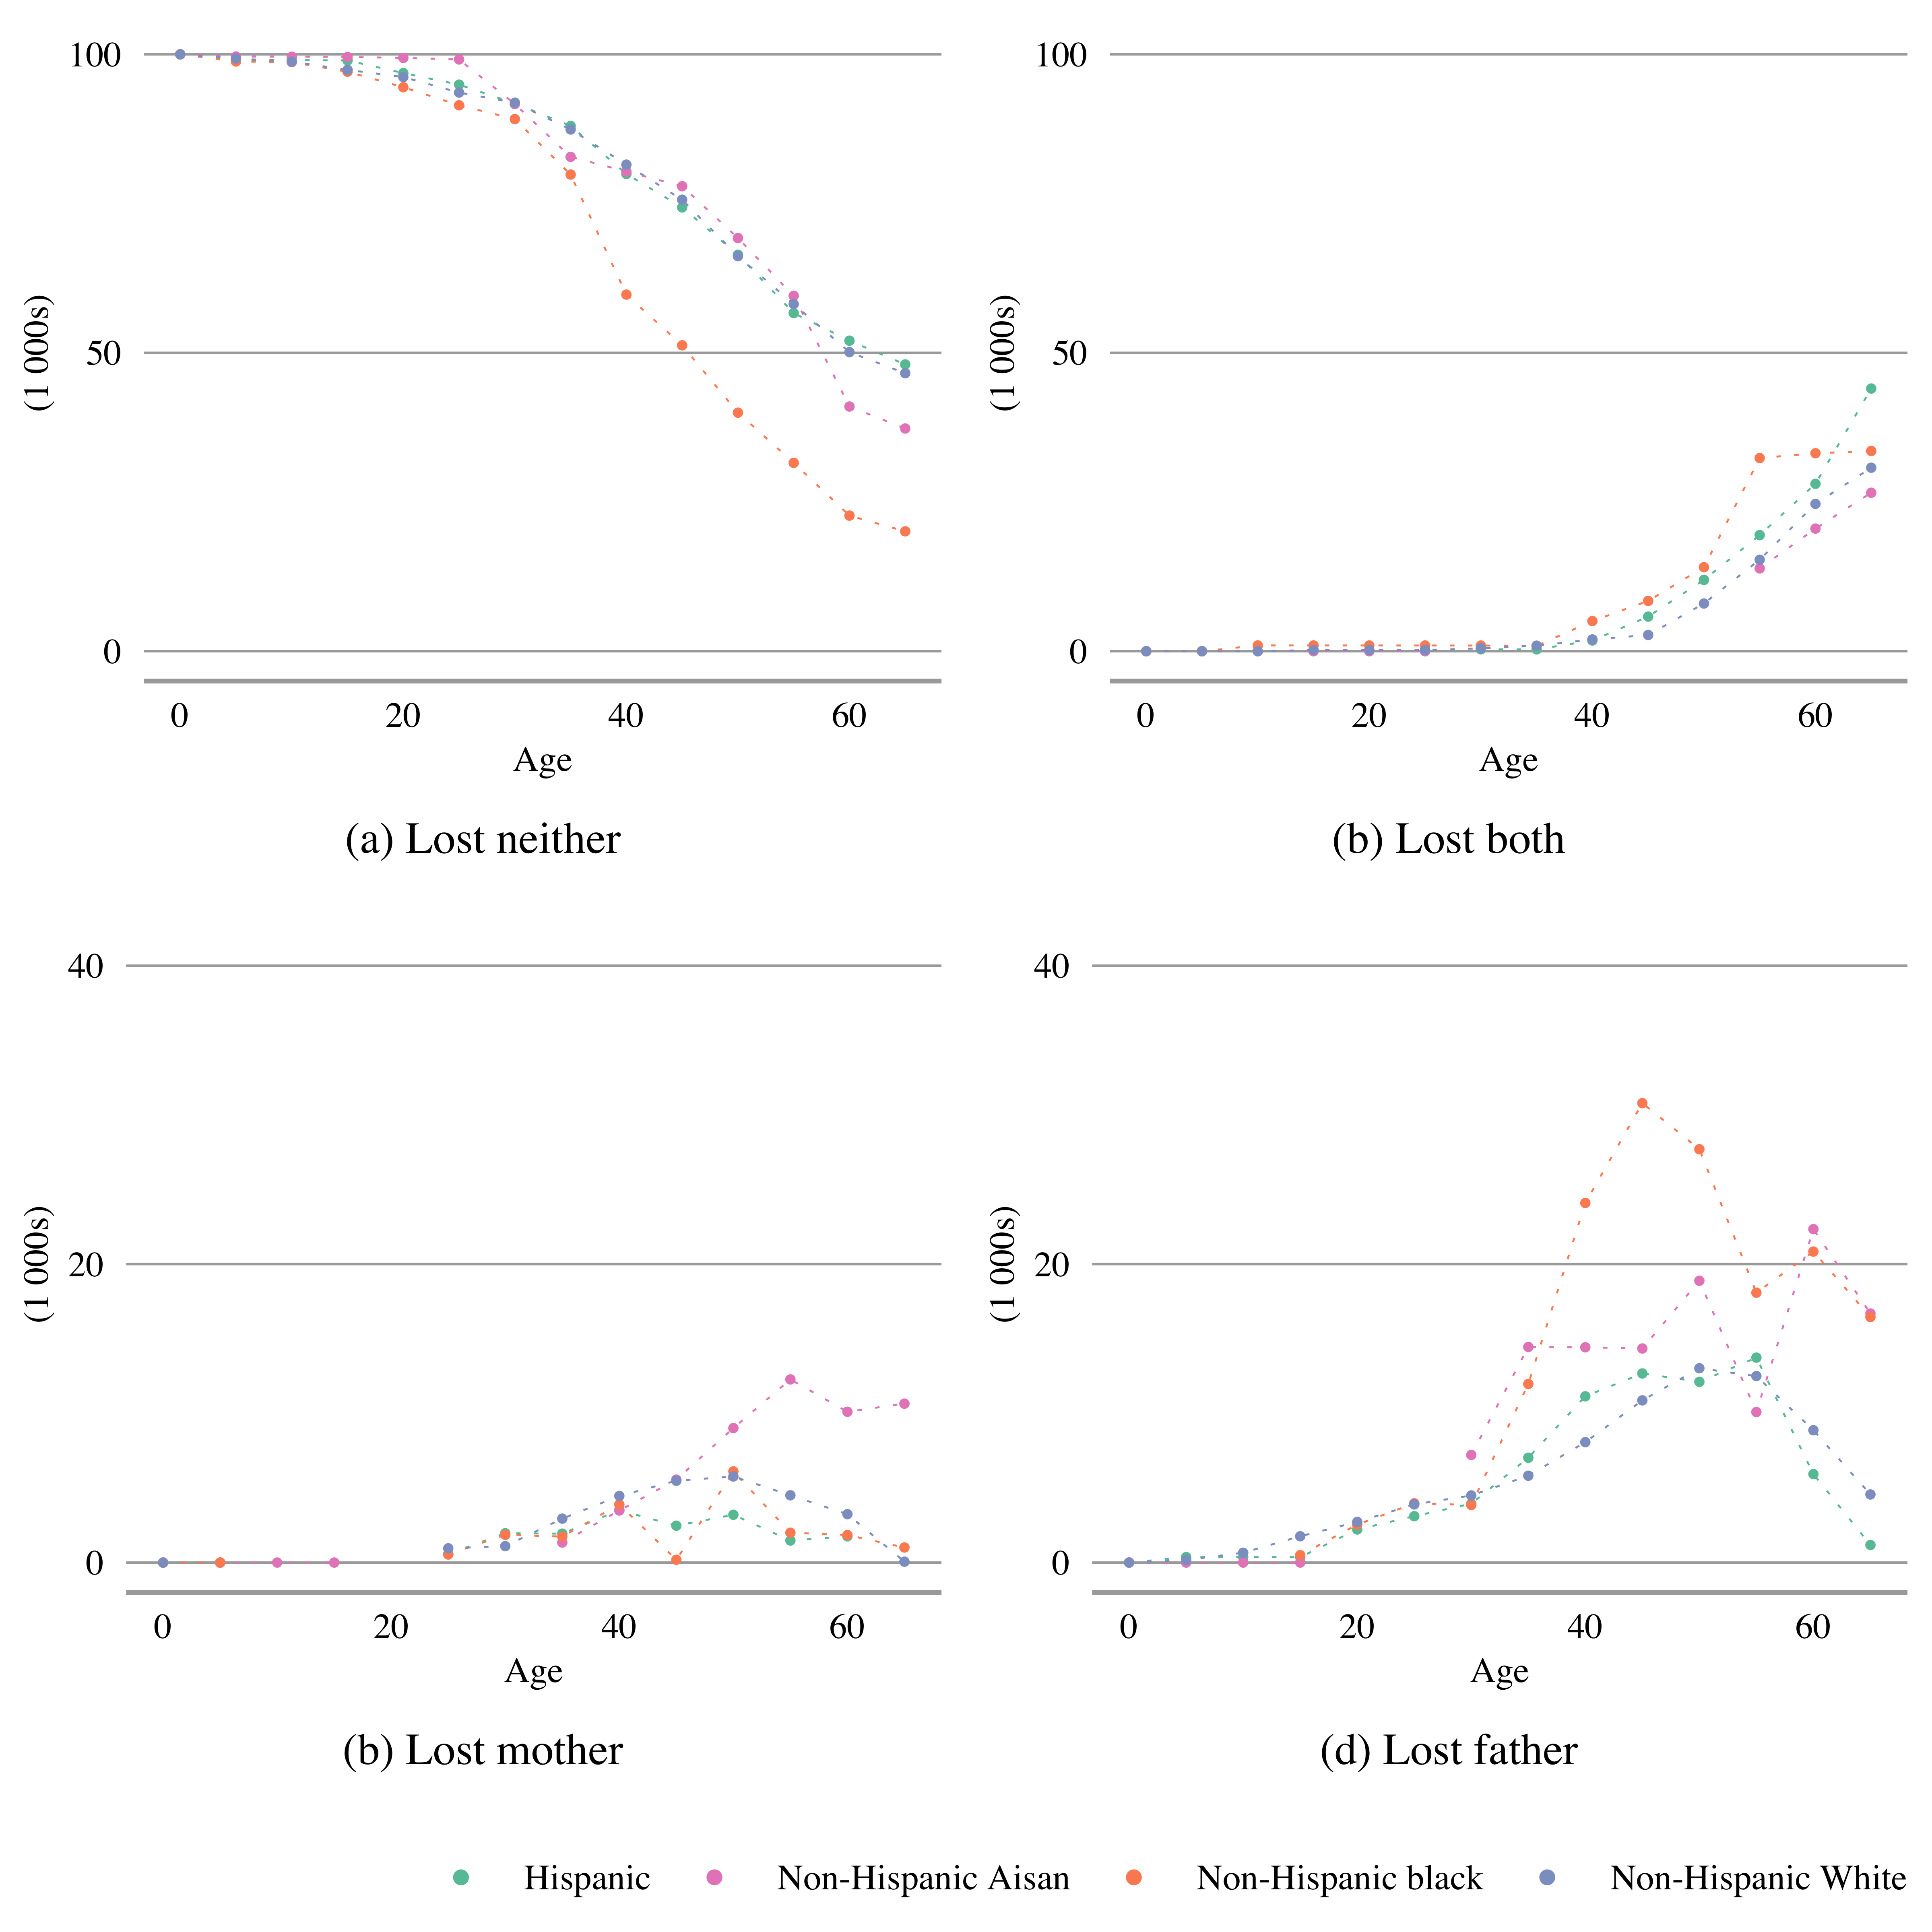 100
50
0
(1 000s)
0 20 40 60
Age
(a) Lost neither
100
50
0
(1 000s)
0 20 40 60
Age
(b) Lost both
40
20
0
(1 000s)
0 20 40 60
Age
(b) Lost mother
40
20
0
(1 000s)
0 20 40 60
Age
(d) Lost father
Hispanic Non-Hispanic Aisan Non-Hispanic black Non-Hispanic White